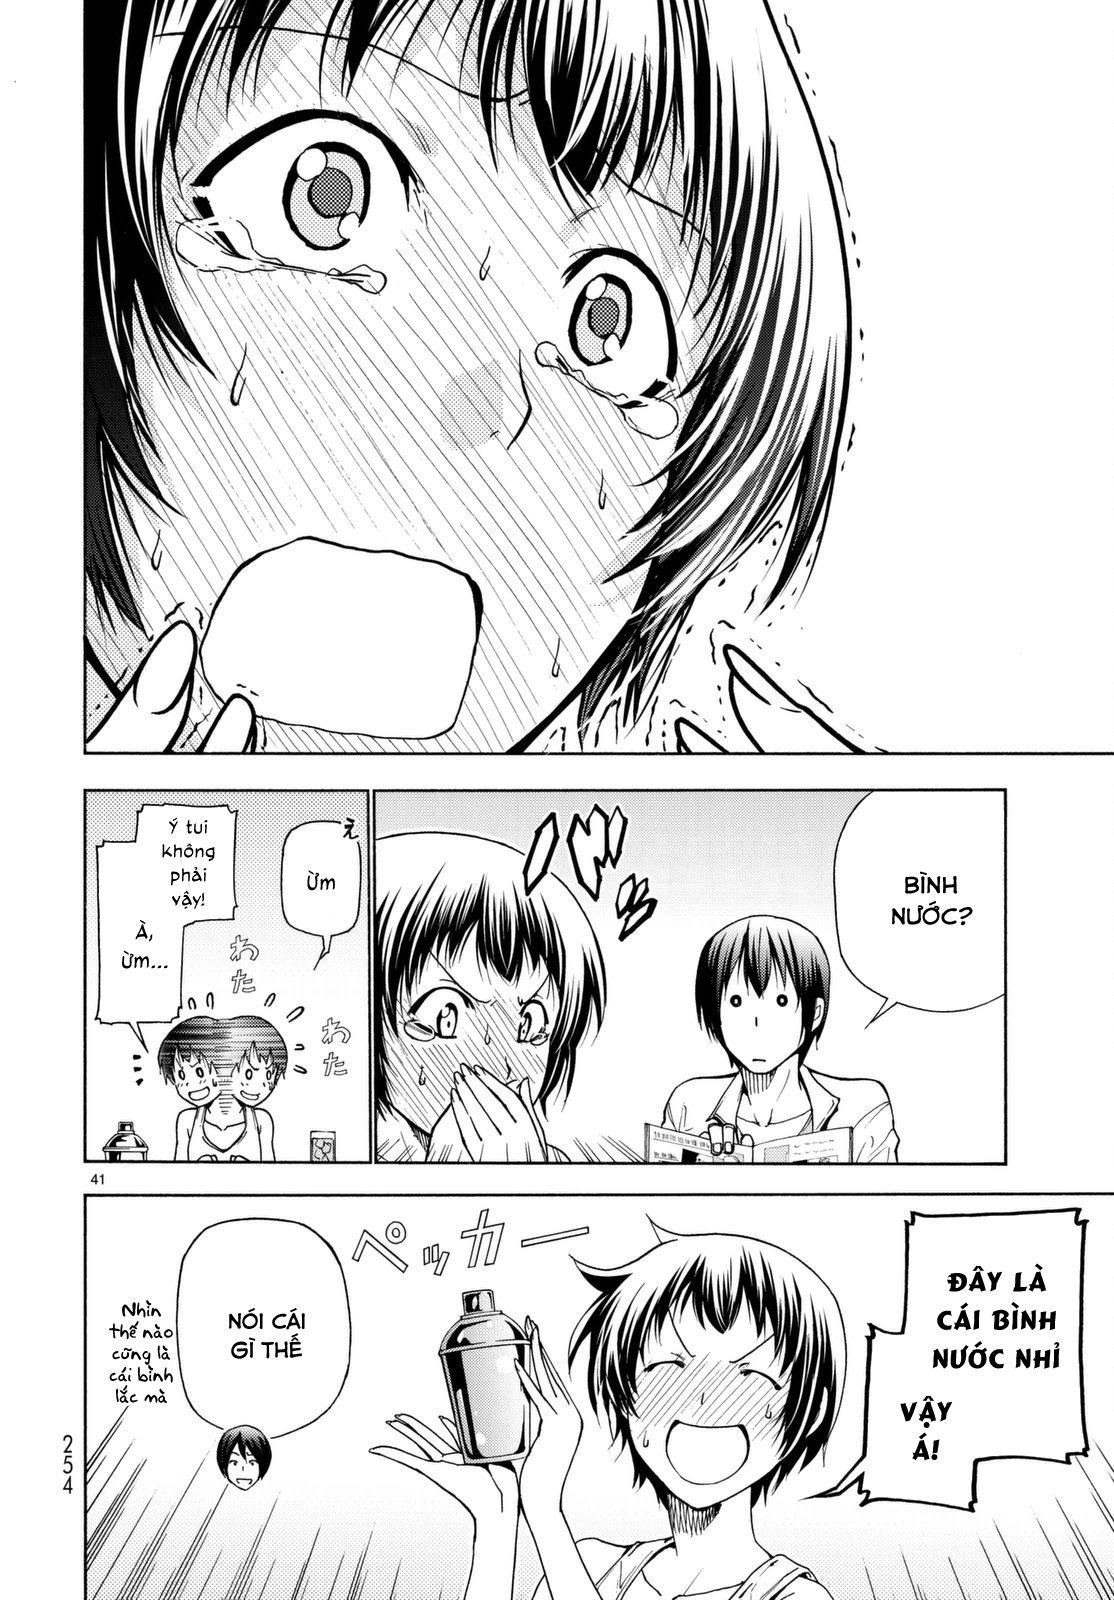 BÌNH
NƯỚC?
バッ
え
Ừm
Ý tui
không
phải
vậy!
À,
Ừm...
わた
わた
41
ペッカー
ĐÂY LÀ
CÁI BÌNH
NƯỚC NHỈ
VẬY
Á!
NÓI CÁI
GÌ THẾ
Nhìn
thế nào
cũng là
cái bình
lắc mà
254